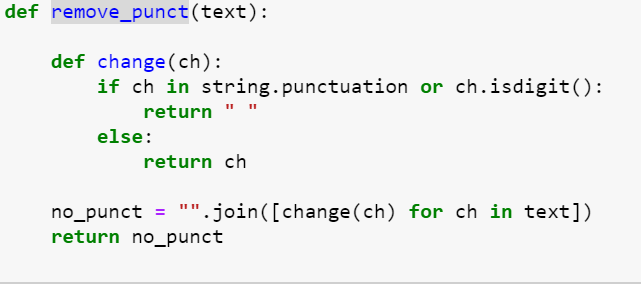 def remove_punct(text):
    def change(ch):
        if ch in string.punctuation or ch.isdigit():
            return " "
        else:
            return ch
    no_punct = "".join([change(ch) for ch in text])
    return no_punct